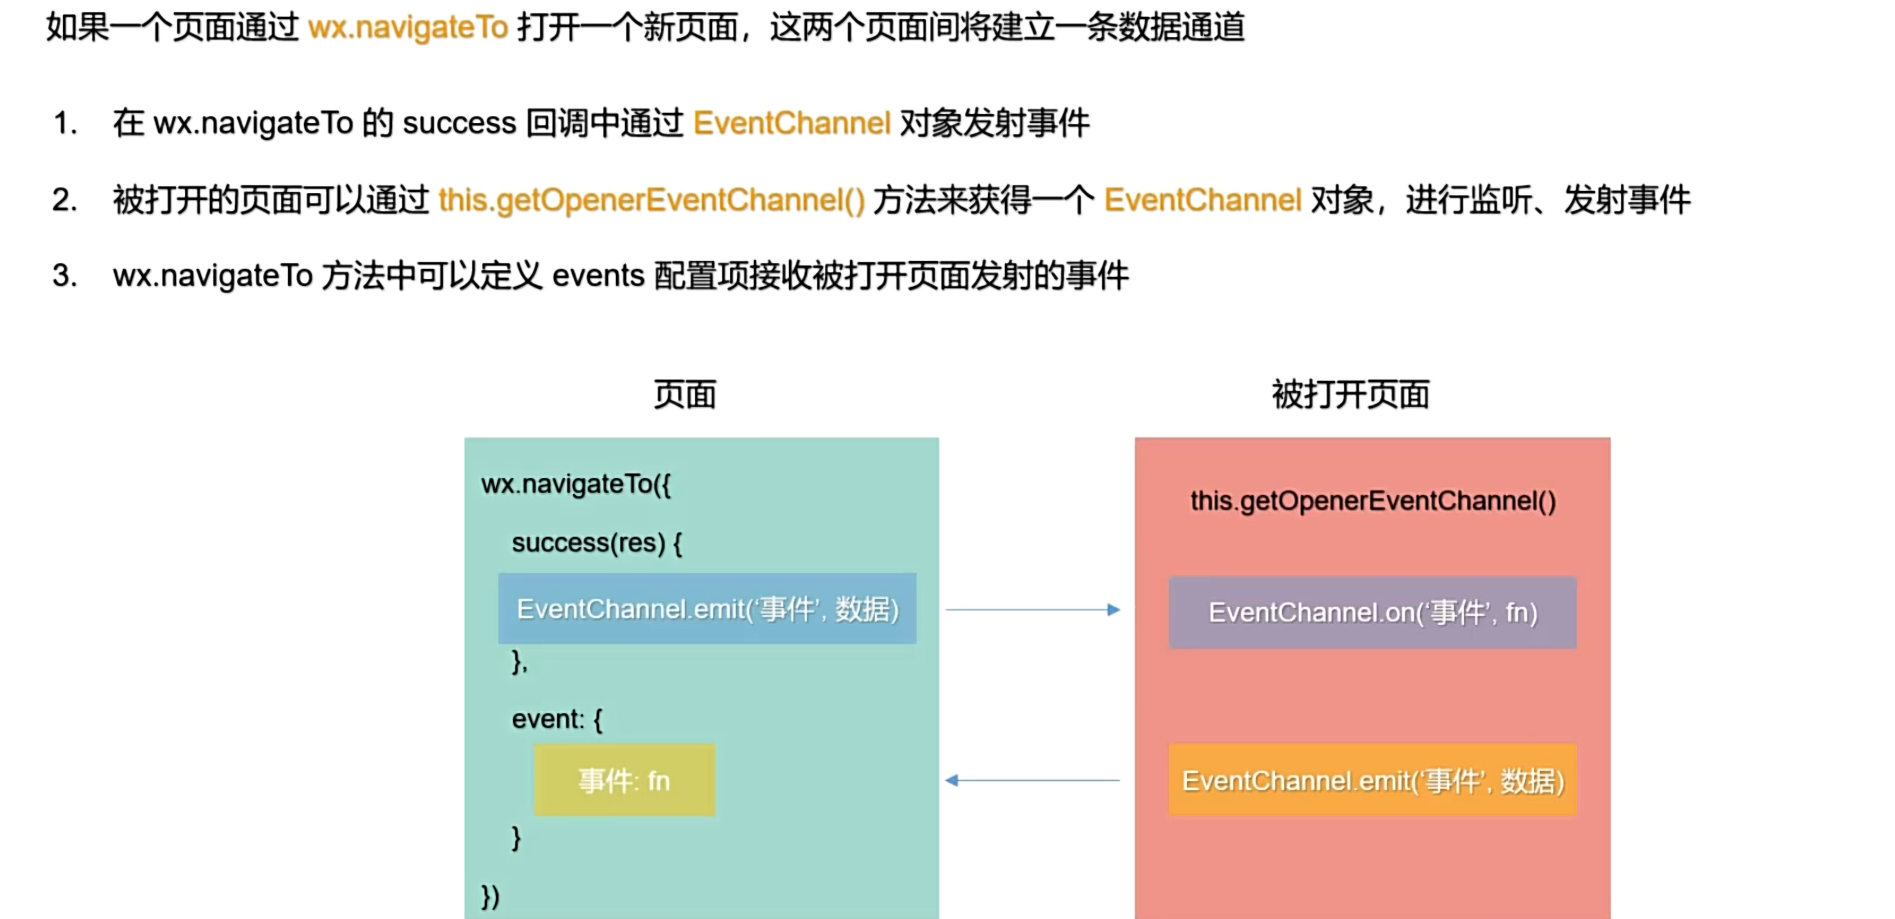 如果一个页面通过 wx.navigateTo 打开一个新页面，这两个页面间将建立一条数据通道
1. 在 wx.navigateTo 的 success 回调中通过 EventChannel 对象发射事件
2. 被打开的页面可以通过 this.getOpenerEventChannel() 方法来获得一个 EventChannel 对象，进行监听、发射事件
3. wx.navigateTo 方法中可以定义 events 配置项接收被打开页面发射的事件
页面
wx.navigateTo({
success(res) {
EventChannel.emit(‘事件’, 数据)
},
event: {
事件: fn
}
})
被打开页面
this.getOpenerEventChannel()
EventChannel.on(‘事件’, fn)
EventChannel.emit(‘事件’, 数据)